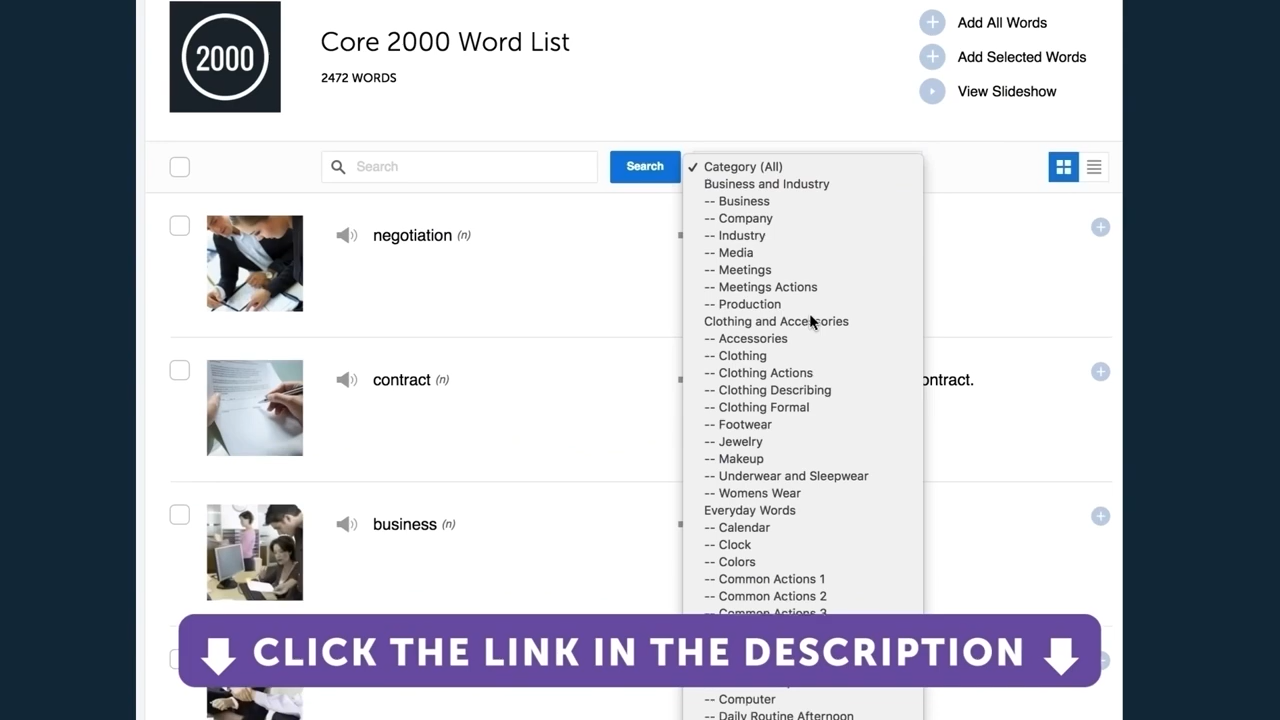 2000
Core 2000 Word List
2472 WORDS
Add All Words
Add Selected Words
View Slideshow
Search
Search
✓ Category (All)
Business and Industry
-- Business
-- Company
-- Industry
-- Media
-- Meetings
-- Meetings Actions
-- Production
Clothing and Accessories
-- Accessories
-- Clothing
-- Clothing Actions
-- Clothing Describing
-- Clothing Formal
-- Footwear
-- Jewelry
-- Makeup
-- Underwear and Sleepwear
-- Womens Wear
Everyday Words
-- Calendar
-- Clock
-- Colors
-- Common Actions 1
-- Common Actions 2
-- Common Actions 3
-- Computer
-- Daily Routine Afternoon
negotiation (n)
contract (n)
ontract.
business (n)
CLICK THE LINK IN THE DESCRIPTION